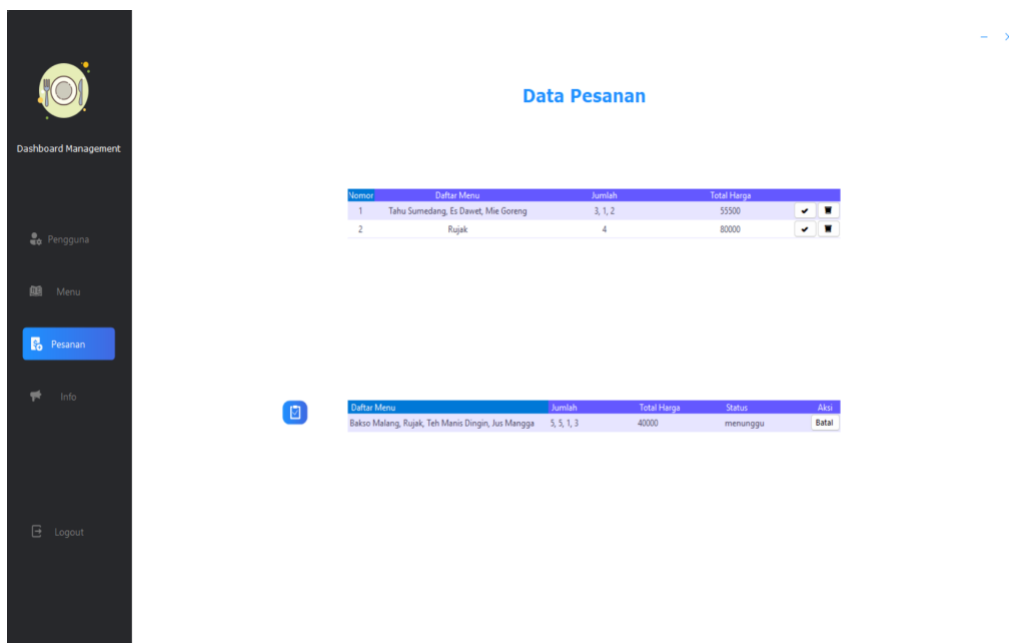 Data Pesanan
Dashboard Management
Pengguna
Menu
Pesanan
Info
Logout
Nomor Daftar Menu Jumlah Total Harga
1 Tahu Sumedang, Es Dawet, Mie Goreng 3, 1, 2 55500
2 Rujak 4 80000
Daftar Menu Jumlah Total Harga Status Aksi
Bakso Malang, Rujak, Teh Manis Dingin, Jus Mangga 5, 5, 1, 3 40000 menunggu Batal